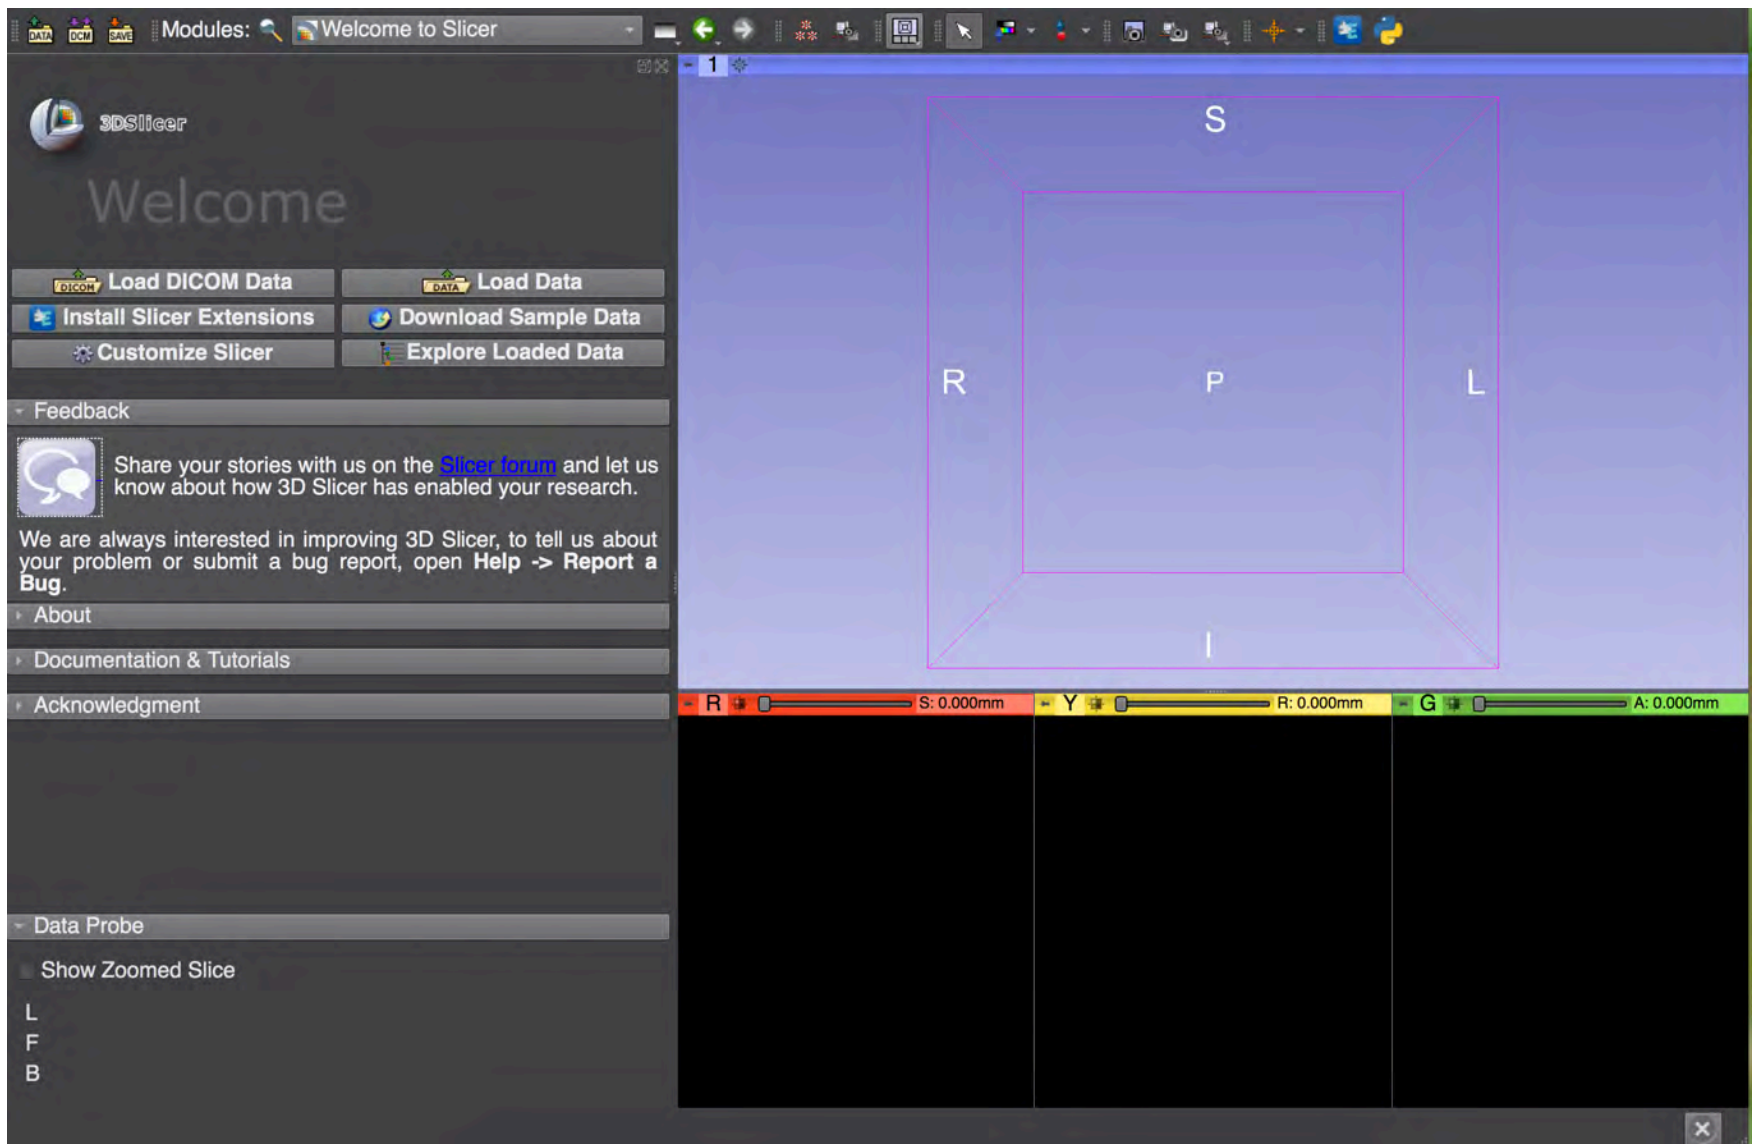 DATA DCM SAVE Modules: Welcome to Slicer
1
3DSlicer
Welcome
DICOM Load DICOM Data
DATA Load Data
Install Slicer Extensions
Download Sample Data
Customize Slicer
Explore Loaded Data
Feedback
Share your stories with us on the Slicer forum and let us
know about how 3D Slicer has enabled your research.
We are always interested in improving 3D Slicer, to tell us about
your problem or submit a bug report, open Help -> Report a
Bug.
About
Documentation & Tutorials
Acknowledgment
Data Probe
Show Zoomed Slice
L
F
B
S
R P L
I
R S: 0.000mm
Y R: 0.000mm
G A: 0.000mm